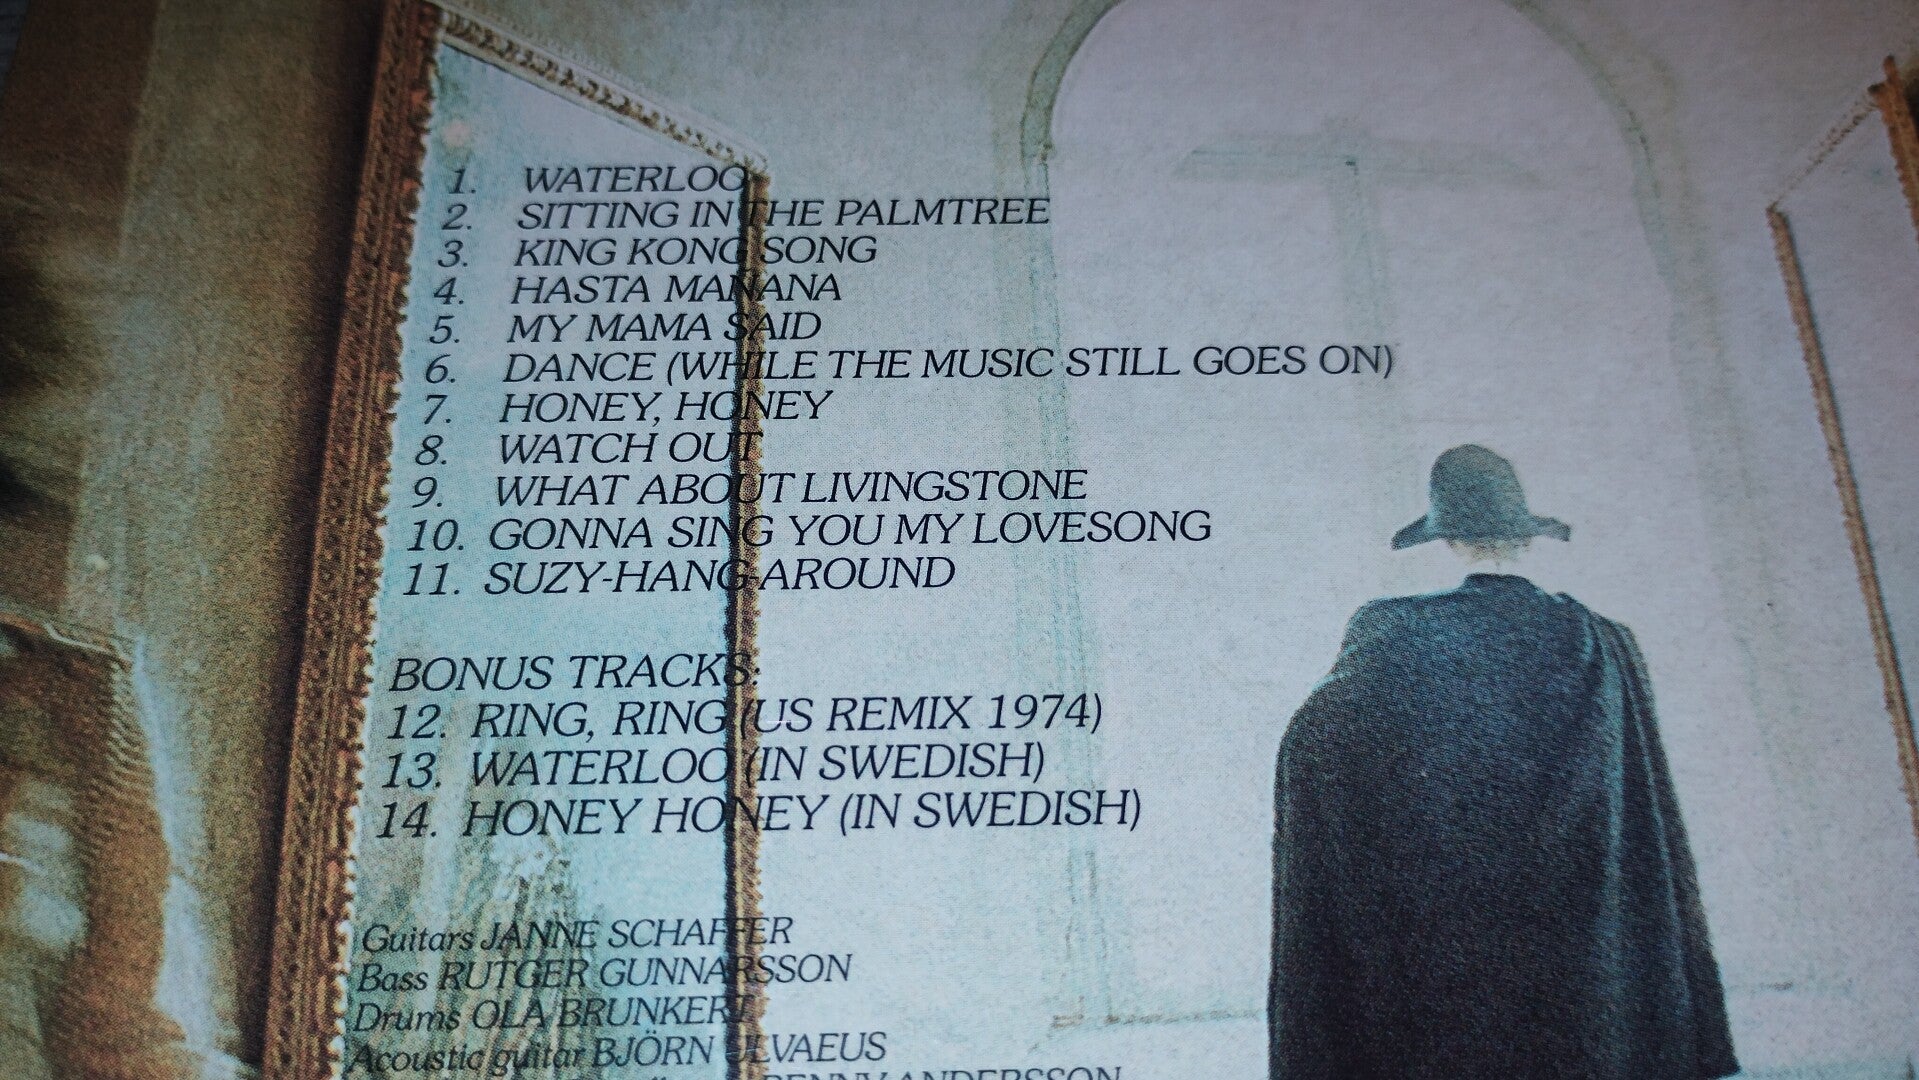 1. WATERLOO
2. SITTING IN THE PALMTREE
3. KING KONG SONG
4. HASTA MAÑANA
5. MY MAMA SAID
6. DANCE (WHILE THE MUSIC STILL GOES ON)
7. HONEY, HONEY
8. WATCH OUT
9. WHAT ABOUT LIVINGSTONE
10. GONNA SING YOU MY LOVESONG
11. SUZY-HANG-AROUND
BONUS TRACKS:
12. RING, RING (US REMIX 1974)
13. WATERLOO (IN SWEDISH)
14. HONEY HONEY (IN SWEDISH)
Guitars JANNE SCHAFFER
Bass RUTGER GUNNARSSON
Drums OLA BRUNKERT
Acoustic guitar BJÖRN ULVAEUS
BENNY ANDERSSON